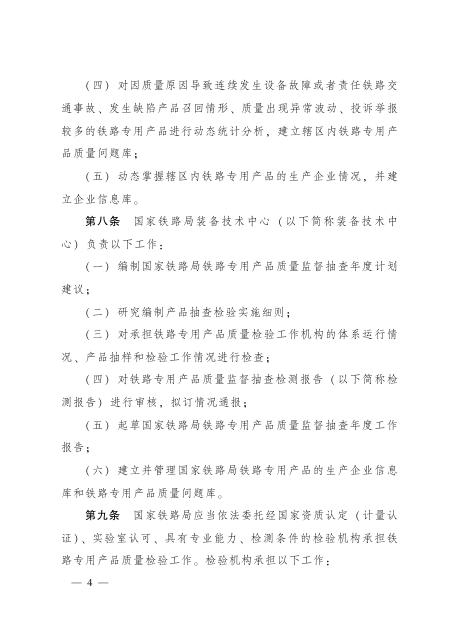 （四）对因质量原因导致连续发生设备故障或者责任铁路交
通事故、发生缺陷产品召回情形、质量出现异常波动、投诉举报
较多的铁路专用产品进行动态统计分析，建立辖区内铁路专用产
品质量问题库；
（五）动态掌握辖区内铁路专用产品的生产企业情况，并建
立企业信息库。
第八条　国家铁路局装备技术中心（以下简称装备技术中
心）负责以下工作：
（一）编制国家铁路局铁路专用产品质量监督抽查年度计划
建议；
（二）研究编制产品抽查检验实施细则；
（三）对承担铁路专用产品质量检验工作机构的体系运行情
况、产品抽样和检验工作情况进行检查；
（四）对铁路专用产品质量监督抽查检测报告（以下简称检
测报告）进行审核，拟订情况通报；
（五）起草国家铁路局铁路专用产品质量监督抽查年度工作
报告；
（六）建立并管理国家铁路局铁路专用产品的生产企业信息
库和铁路专用产品质量问题库。
第九条　国家铁路局应当依法委托经国家资质认定（计量认
证）、实验室认可、具有专业能力、检测条件的检验机构承担铁
路专用产品质量检验工作。检验机构承担以下工作：
— 4 —